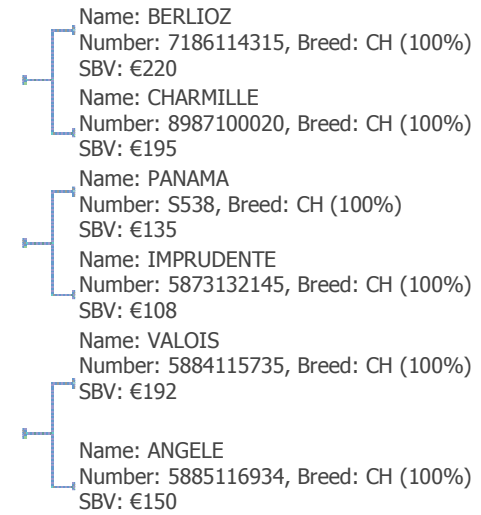 Name: BERLIOZ
Number: 7186114315, Breed: CH (100%)
SBV: €220
Name: CHARMILLE
Number: 8987100020, Breed: CH (100%)
SBV: €195
Name: PANAMA
Number: S538, Breed: CH (100%)
SBV: €135
Name: IMPRUDENTE
Number: 5873132145, Breed: CH (100%)
SBV: €108
Name: VALOIS
Number: 5884115735, Breed: CH (100%)
SBV: €192
Name: ANGELE
Number: 5885116934, Breed: CH (100%)
SBV: €150